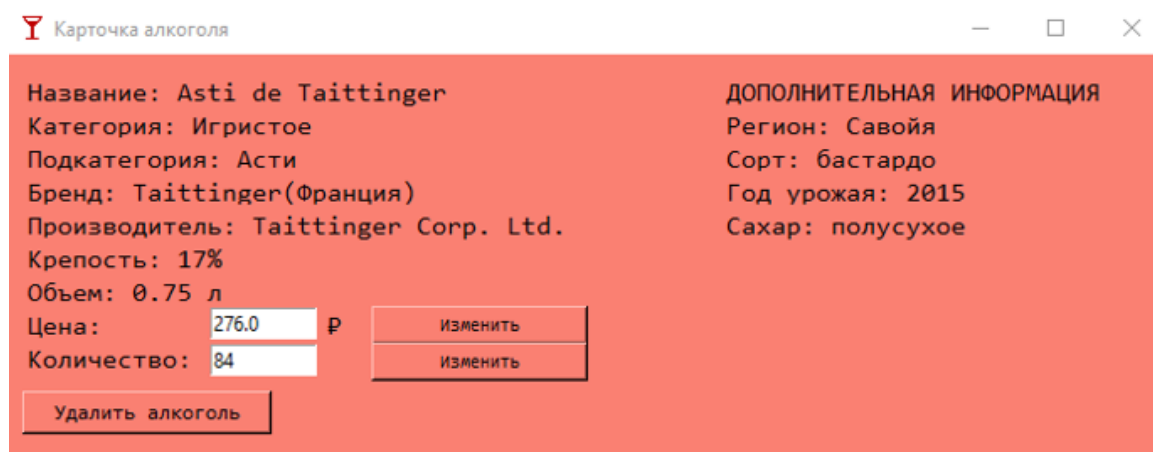 Карточка алкоголя
Название: Asti de Taittinger
Категория: Игристое
Подкатегория: Асти
Бренд: Taittinger(Франция)
Производитель: Taittinger Corp. Ltd.
Крепость: 17%
Объем: 0.75 л
Цена: 276.0 ₽ Изменить
Количество: 84 Изменить
Удалить алкоголь
ДОПОЛНИТЕЛЬНАЯ ИНФОРМАЦИЯ
Регион: Савойя
Сорт: бастардо
Год урожая: 2015
Сахар: полусухое